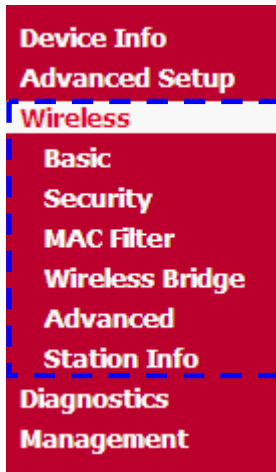 Device Info
Advanced Setup
Wireless
Basic
Security
MAC Filter
Wireless Bridge
Advanced
Station Info
Diagnostics
Management